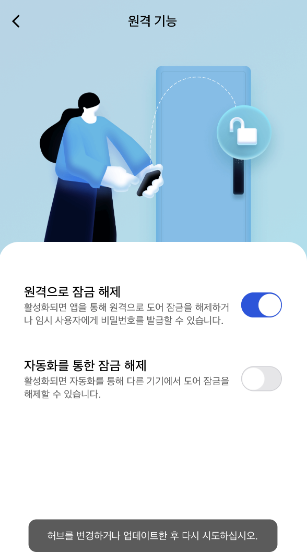 원격 기능
원격으로 잠금 해제
활성화되면 앱을 통해 원격으로 도어 잠금을 해제하거
나 임시 사용자에게 비밀번호를 발급할 수 있습니다.
자동화를 통한 잠금 해제
활성화되면 자동화를 통해 다른 기기에서 도어 잠금을
해제할 수 있습니다.
허브를 변경하거나 업데이트한 후 다시 시도하십시오.